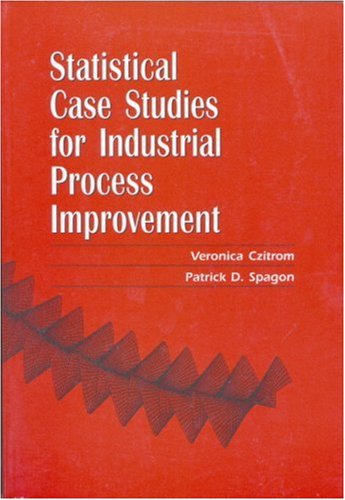 Statistical
Case Studies
for Industrial
Process
Improvement
Veronica Czitrom
Patrick D. Spagon